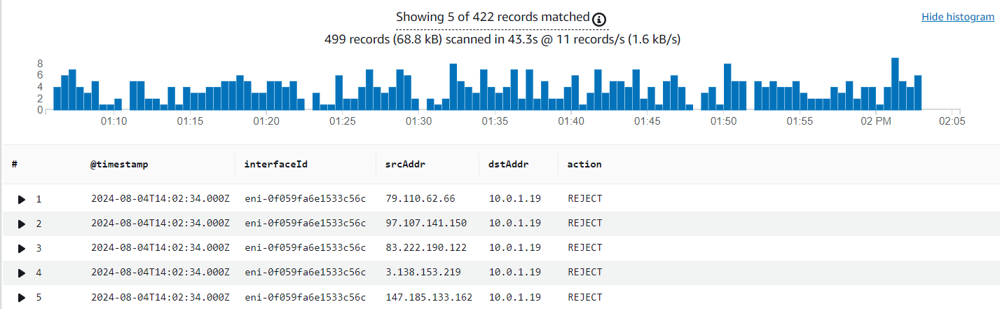 Showing 5 of 422 records matched
Hide histogram
499 records (68.8 kB) scanned in 43.3s @ 11 records/s (1.6 kB/s)
8
6
4
2
0
01:10 01:15 01:20 01:25 01:30 01:35 01:40 01:45 01:50 01:55 02 PM 02:05
# @timestamp interfaceId srcAddr dstAddr action
1 2024-08-04T14:02:34.000Z eni-0f059fa6e1533c56c 79.110.62.66 10.0.1.19 REJECT
2 2024-08-04T14:02:34.000Z eni-0f059fa6e1533c56c 97.107.141.150 10.0.1.19 REJECT
3 2024-08-04T14:02:34.000Z eni-0f059fa6e1533c56c 83.222.190.122 10.0.1.19 REJECT
4 2024-08-04T14:02:34.000Z eni-0f059fa6e1533c56c 3.138.153.219 10.0.1.19 REJECT
5 2024-08-04T14:02:34.000Z eni-0f059fa6e1533c56c 147.185.133.162 10.0.1.19 REJECT